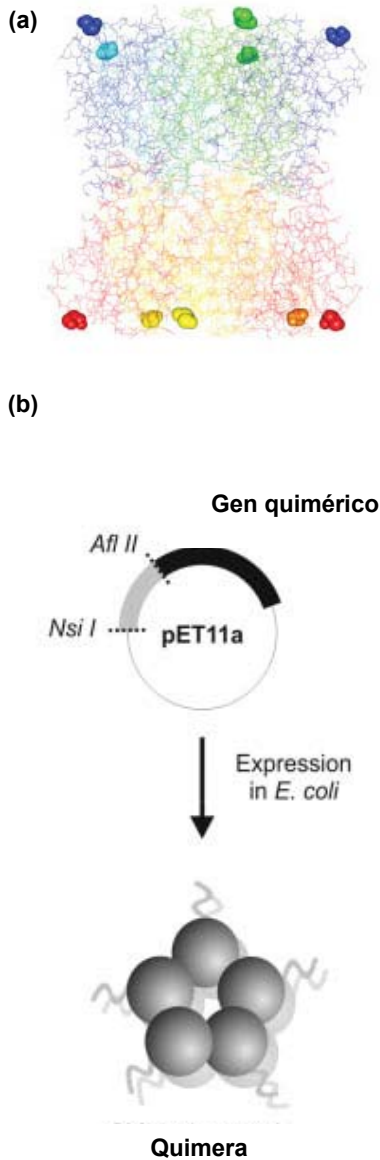 (a)
(b)
Gen quimérico
Afl II
Nsi I
pET11a
Expression
in E. coli
Quimera